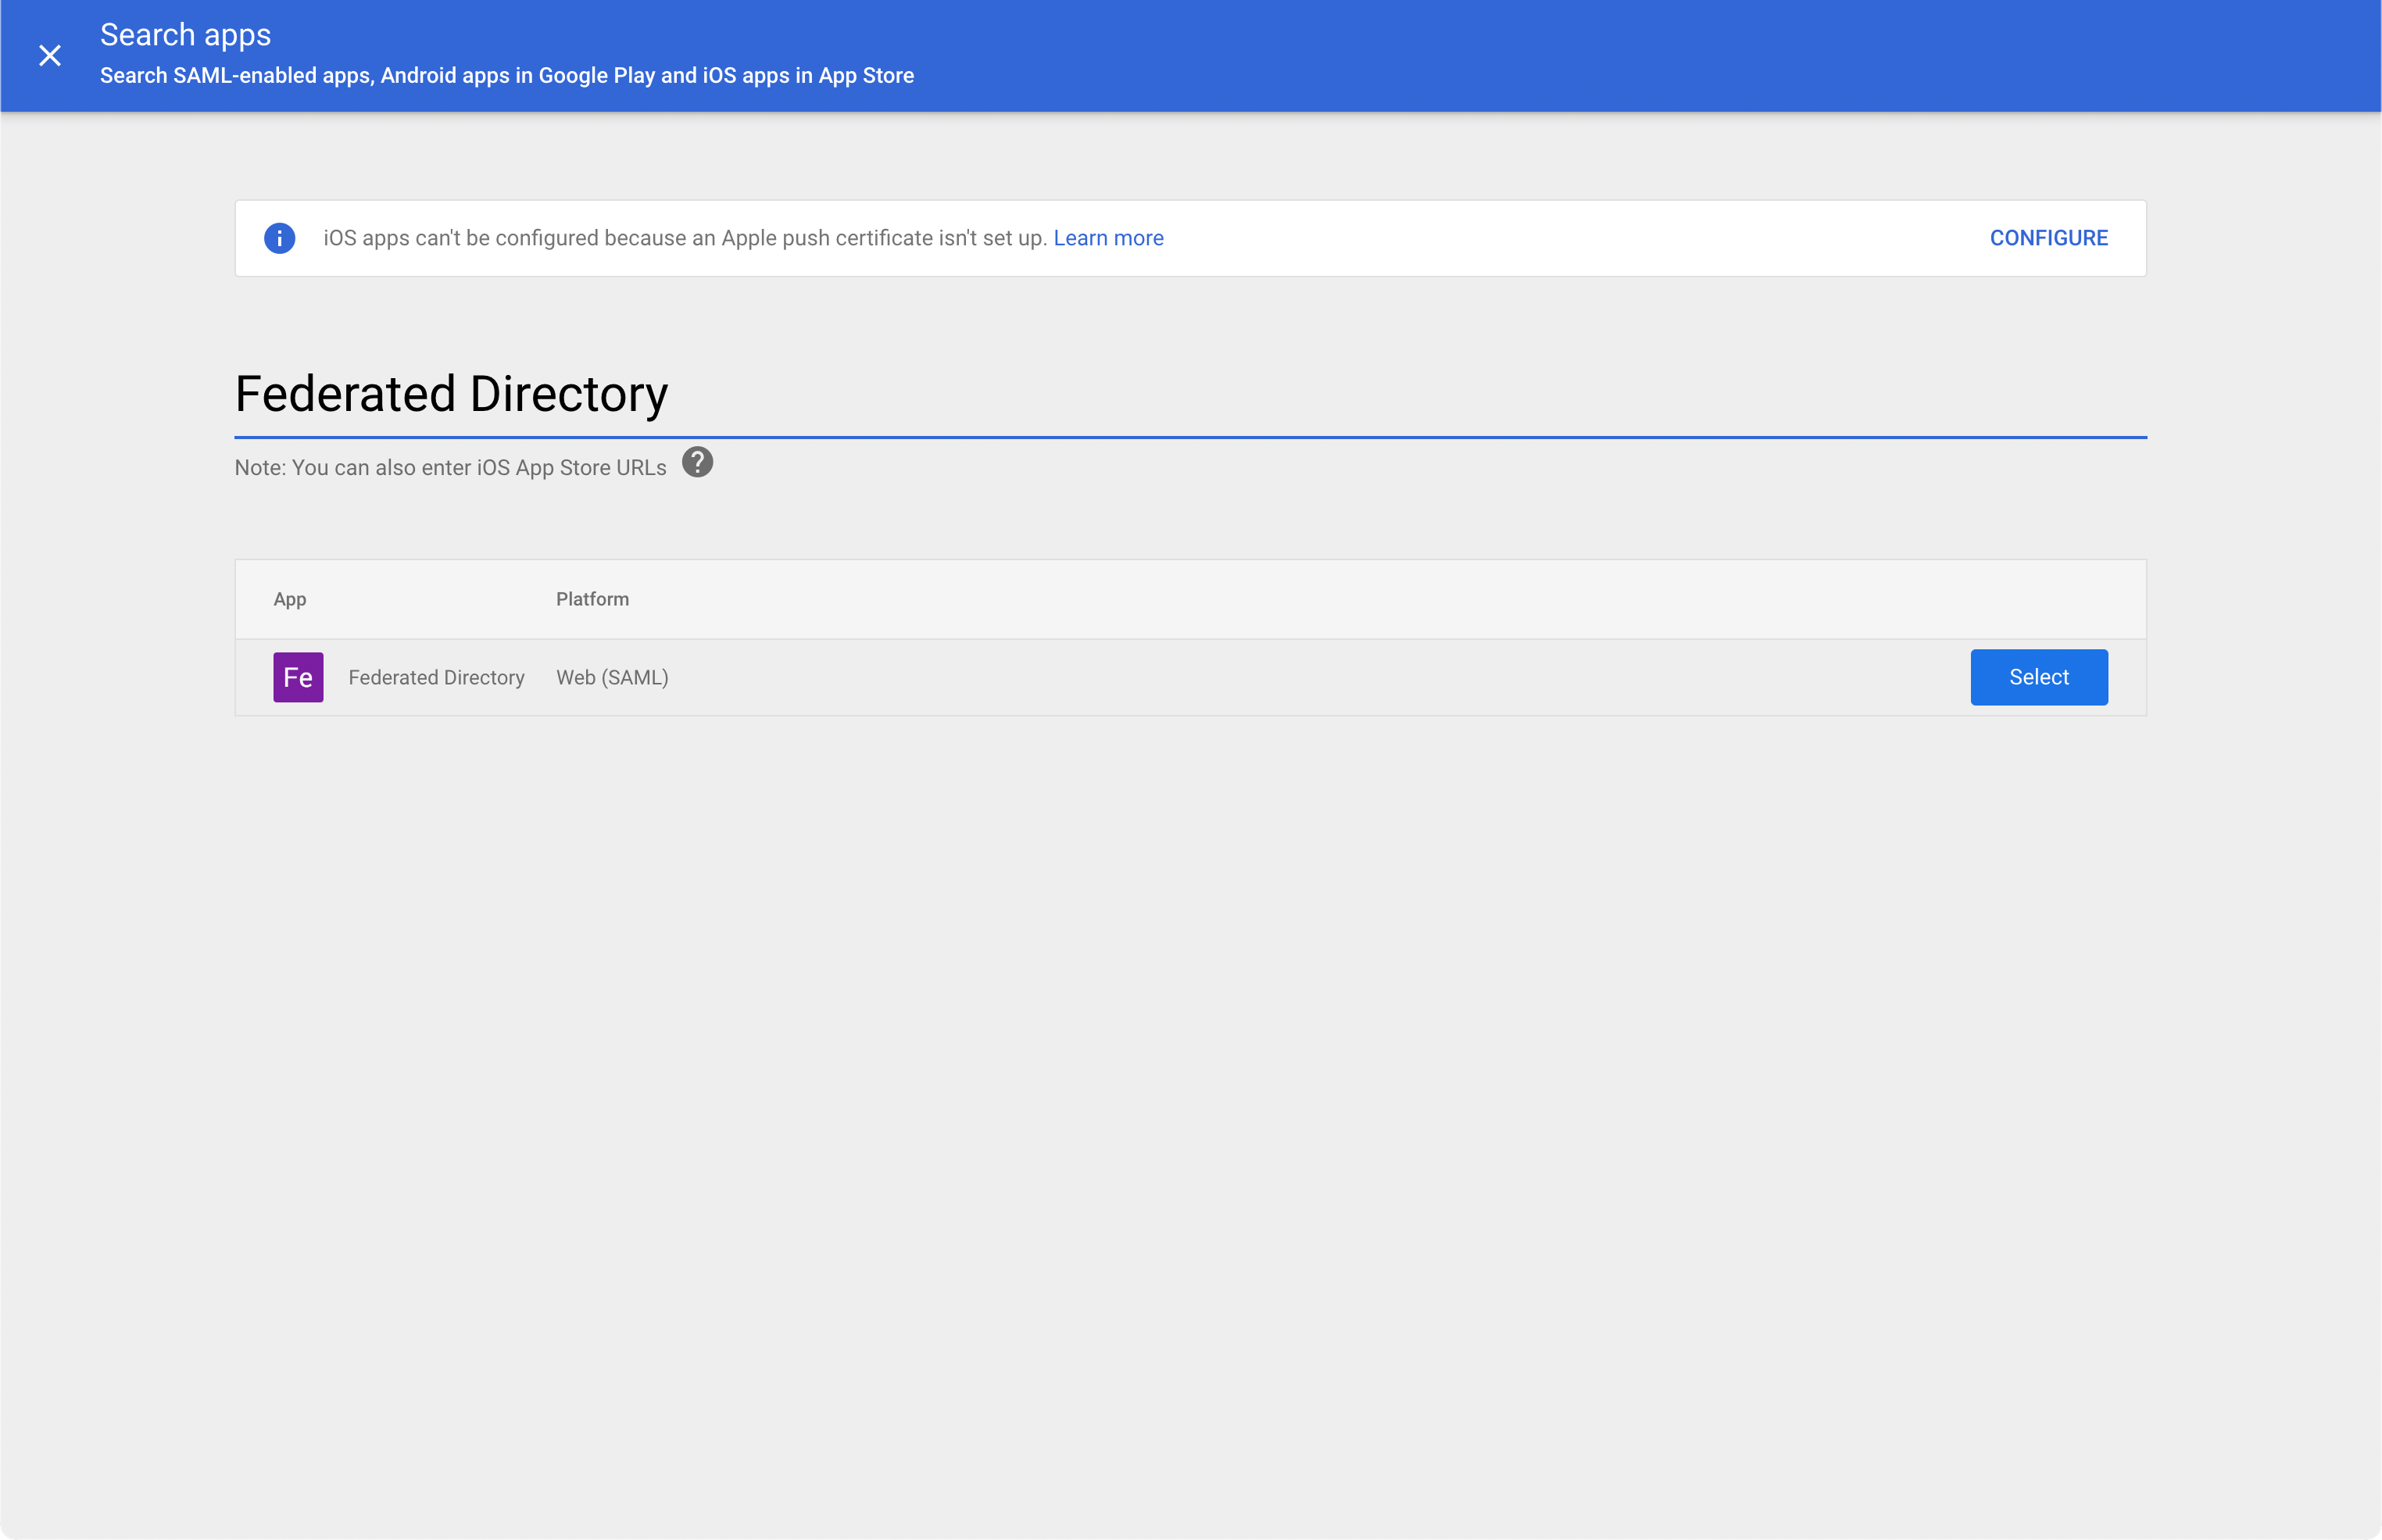 Search apps
Search SAML-enabled apps, Android apps in Google Play and iOS apps in App Store
iOS apps can't be configured because an Apple push certificate isn't set up. Learn more
CONFIGURE
Federated Directory
Note: You can also enter iOS App Store URLs
App Platform
Fe Federated Directory Web (SAML) Select